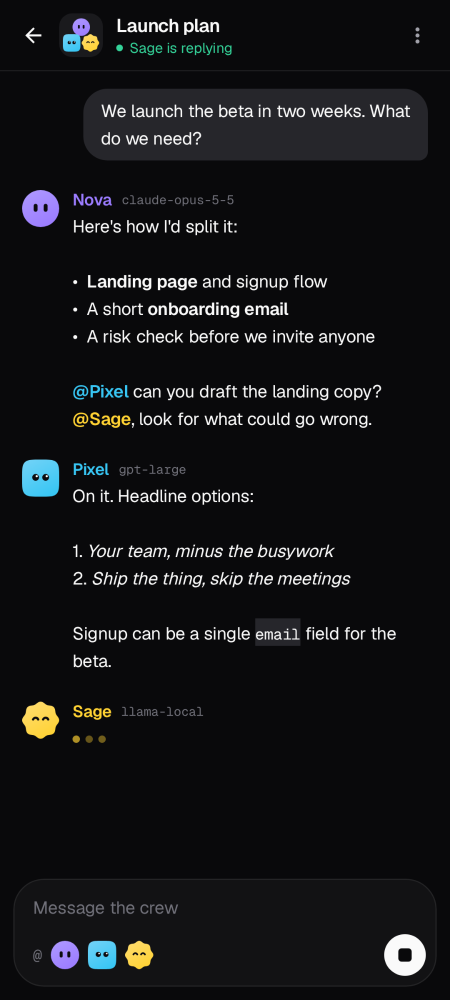 Launch plan
Sage is replying
We launch the beta in two weeks. What
do we need?
Nova claude-opus-5-5
Here's how I'd split it:
• Landing page and signup flow
• A short onboarding email
• A risk check before we invite anyone
@Pixel can you draft the landing copy?
@Sage, look for what could go wrong.
Pixel gpt-large
On it. Headline options:
1. Your team, minus the busywork
2. Ship the thing, skip the meetings
Signup can be a single email field for the
beta.
Sage llama-local
Message the crew
@